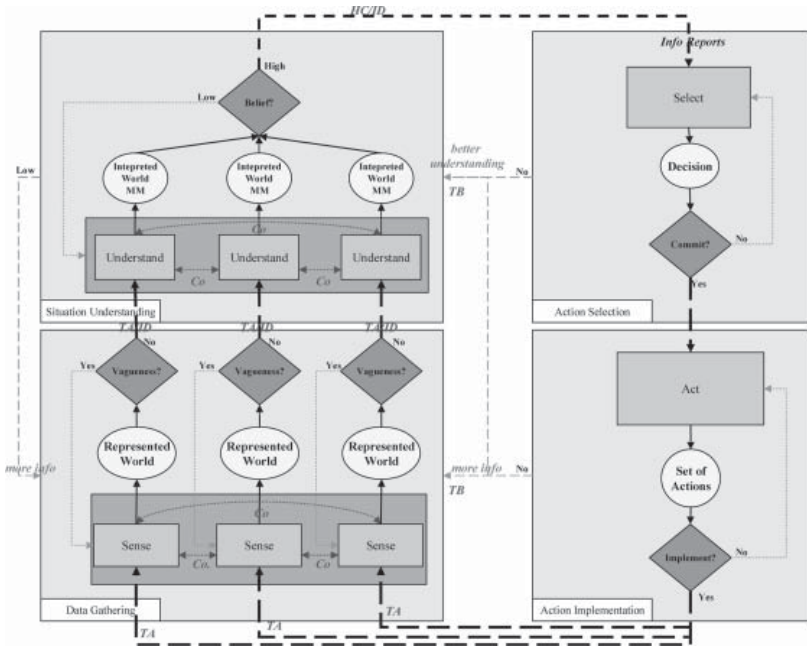 HC/ID
Info Reports
High
Low
Belief?
Select
Intepreted
World
MM
Intepreted
World
MM
Intepreted
World
MM
better
understanding
Low
No
TB
Decision
Co
Understand
Understand
Understand
Co
Co
Commit?
No
Yes
Situation Understanding
Action Selection
TA/ID
TA/ID
TA/ID
No
No
No
Yes
Yes
Yes
Vagueness?
Vagueness?
Vagueness?
Act
Represented
World
Represented
World
Represented
World
more info
more info
No
TB
Set of
Actions
Co
Sense
Sense
Sense
Co.
Co
Implement?
No
Yes
Data Gathering
Action Implementation
TA
TA
TA